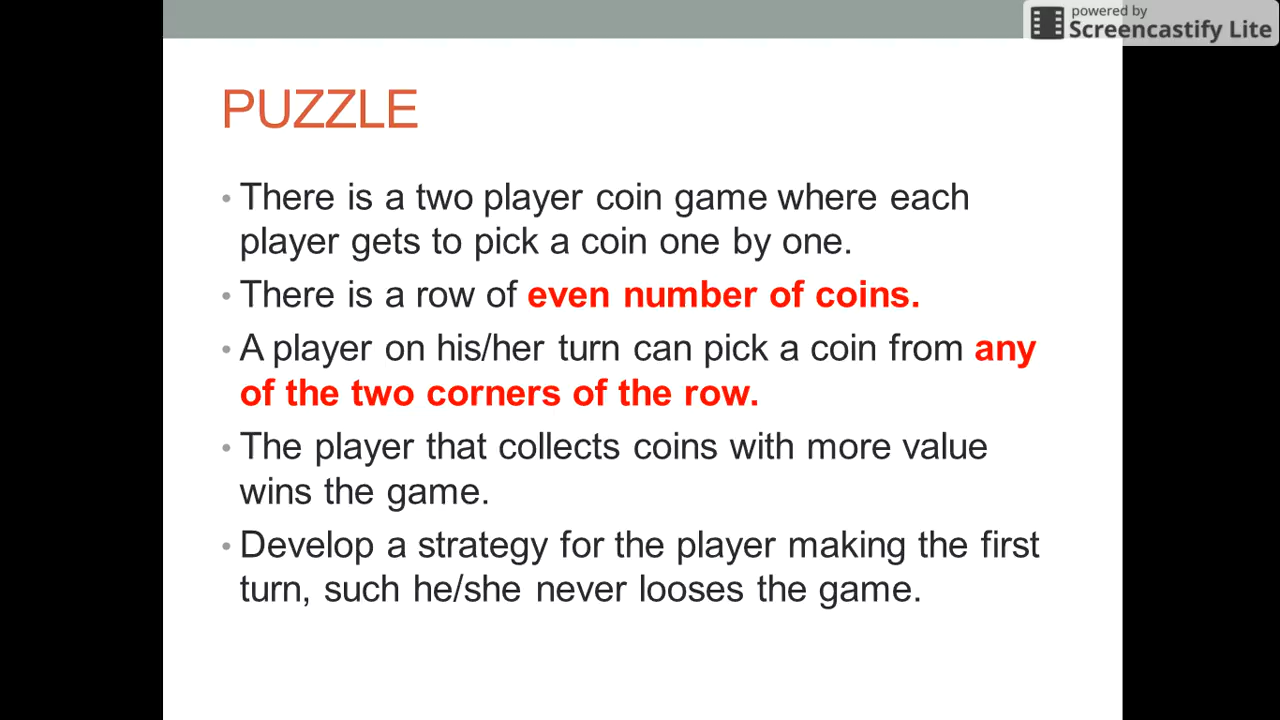 powered by
Screencastify Lite
PUZZLE
• There is a two player coin game where each
player gets to pick a coin one by one.
• There is a row of even number of coins.
• A player on his/her turn can pick a coin from any
of the two corners of the row.
• The player that collects coins with more value
wins the game.
• Develop a strategy for the player making the first
turn, such he/she never looses the game.